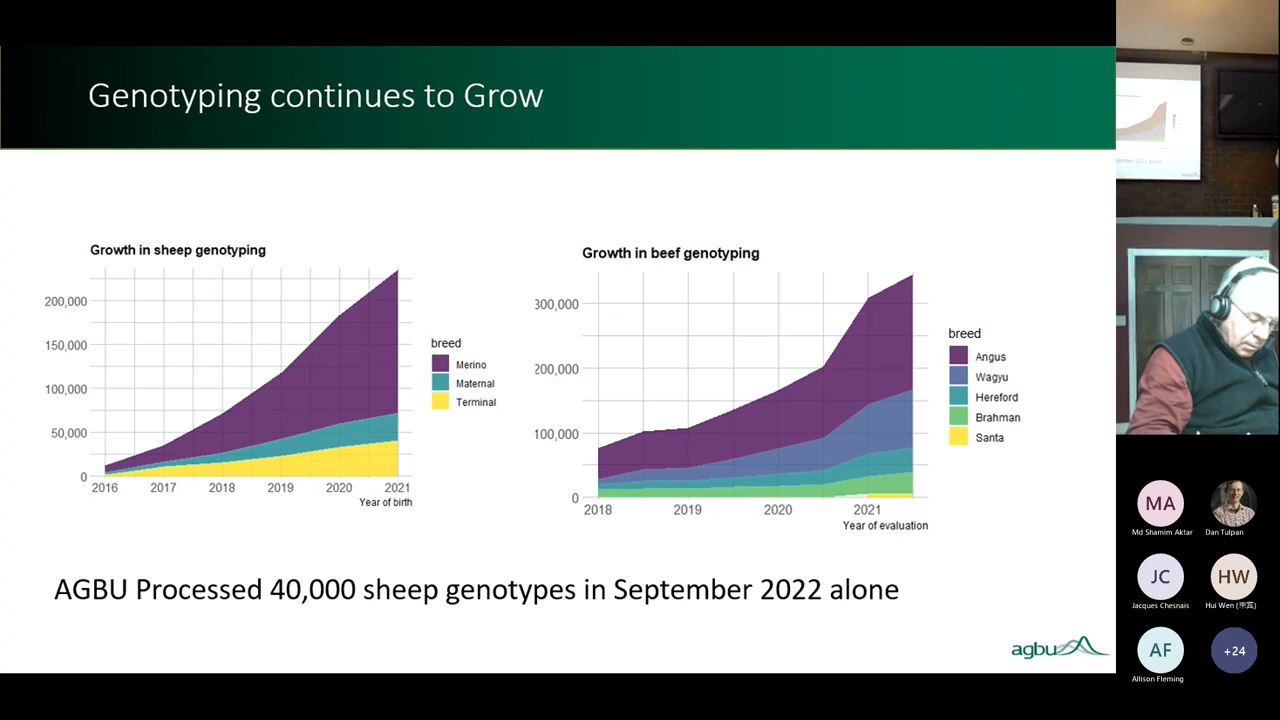 Genotyping continues to Grow
Growth in sheep genotyping
200,000
150,000
100,000
50,000
0
2016 2017 2018 2019 2020 2021
Year of birth
breed
Merino
Maternal
Terminal
Growth in beef genotyping
300,000
200,000
100,000
0
2018 2019 2020 2021
Year of evaluation
breed
Angus
Wagyu
Hereford
Brahman
Santa
AGBU Processed 40,000 sheep genotypes in September 2022 alone
agbu
MA
Md Shamim Aktar
Dan Tulpan
JC
Jacques Chesnais
HW
Hui Wen
AF
Allison Fleming
+24